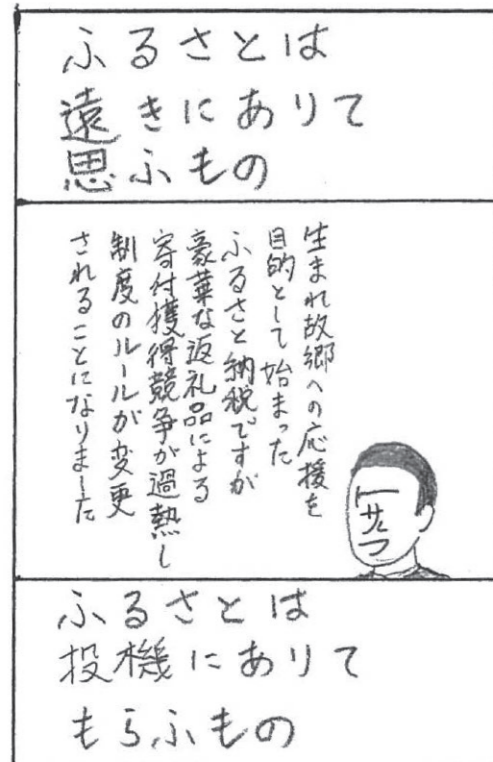 ふるさとは
遠きにありて
思ふもの
生まれ故郷への応援を
目的として始まった
ふるさと納税ですが
豪華な返礼品による
寄付獲得競争が過熱し
制度のルールが変更
されることになりました
ふるさとは
投機にありて
もらふもの